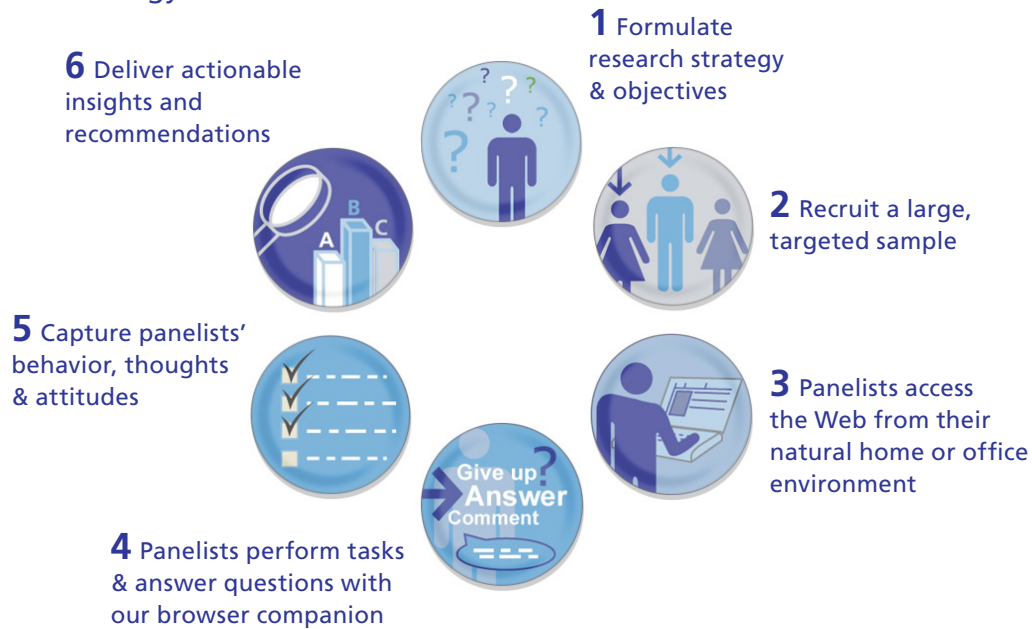 1 Formulate
research strategy
& objectives
2 Recruit a large,
targeted sample
3 Panelists access
the Web from their
natural home or office
environment
4 Panelists perform tasks
& answer questions with
our browser companion
5 Capture panelists’
behavior, thoughts
& attitudes
6 Deliver actionable
insights and
recommendations
? ? ? ? ? ? ? ?
A B C
Give up ?
Answer
Comment